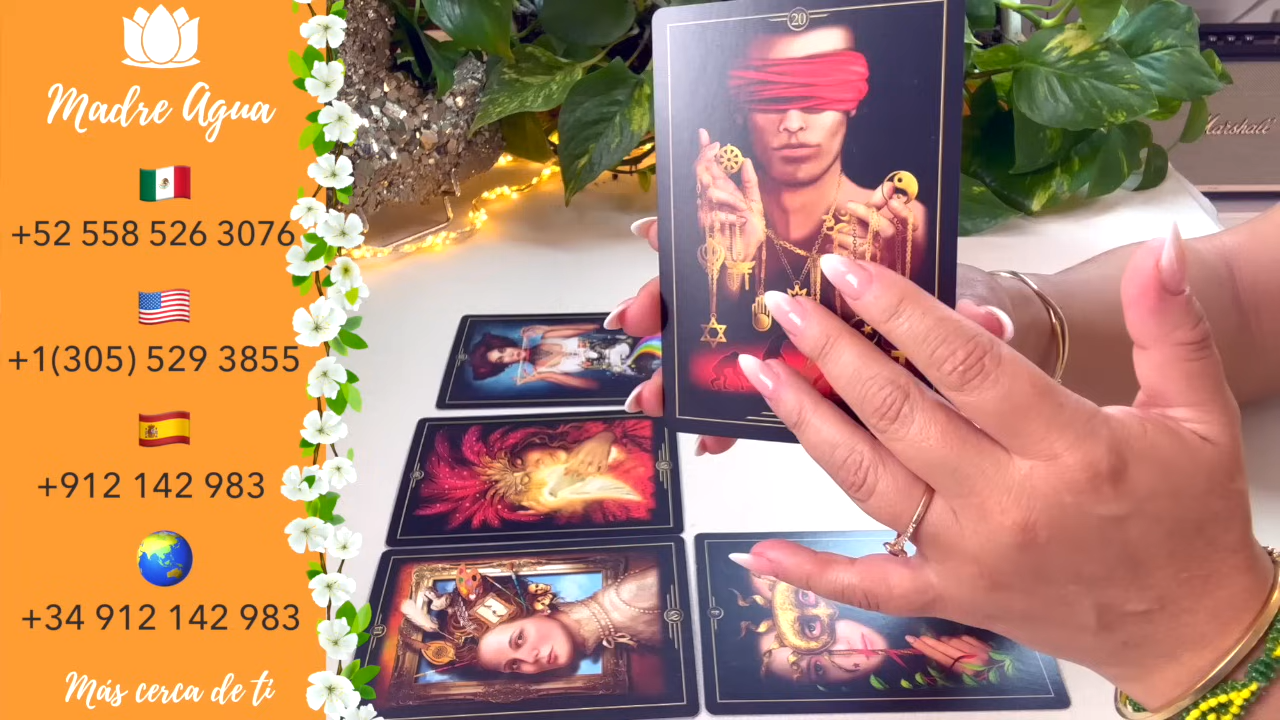 Madre Agua
+52 558 526 3076
+1(305) 529 3855
+912 142 983
+34 912 142 983
Más cerca de ti
20
Marshall